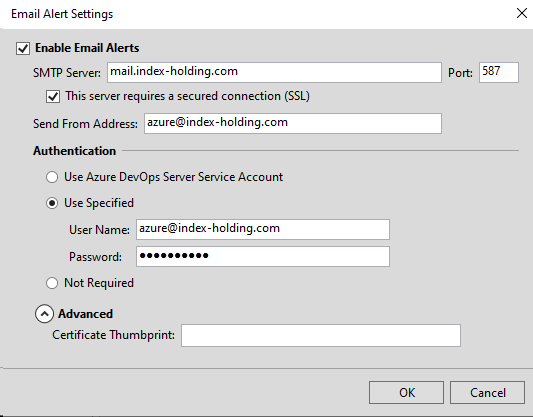 Email Alert Settings
Enable Email Alerts
SMTP Server: mail.index-holding.com Port: 587
This server requires a secured connection (SSL)
Send From Address: azure@index-holding.com
Authentication
Use Azure DevOps Server Service Account
Use Specified
User Name: azure@index-holding.com
Password: ●●●●●●●●●●
Not Required
Advanced
Certificate Thumbprint:
OK Cancel